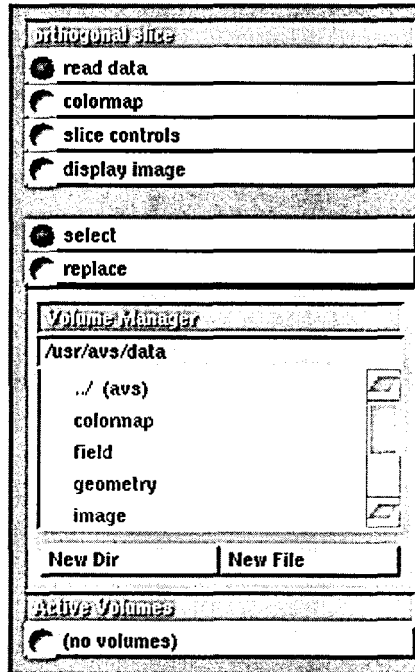 orthogonal slice
read data
colormap
slice controls
display image
select
replace
Volume Manager
/usr/avs/data
../ (avs)
colormap
field
geometry
image
New Dir New File
Active Volumes
(no volumes)